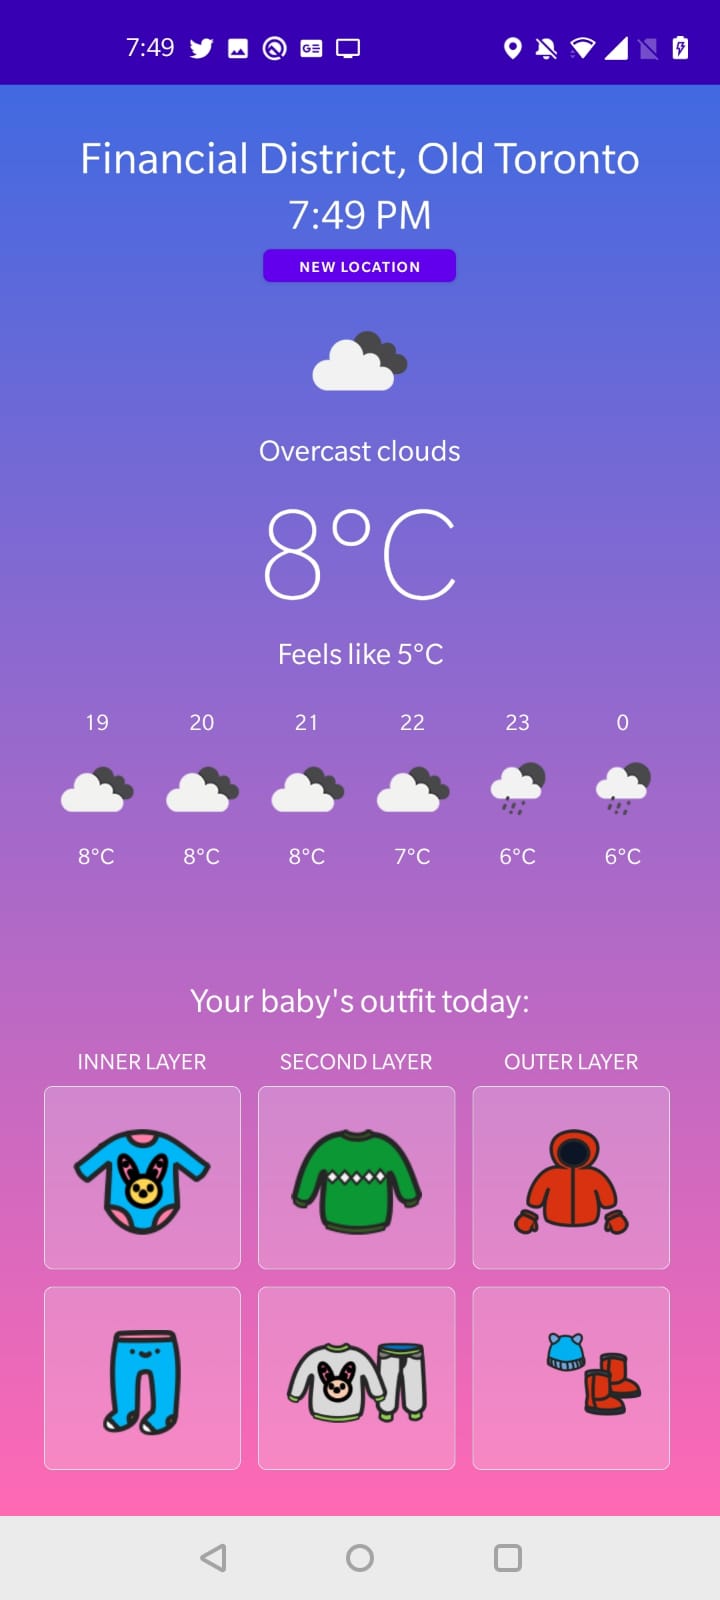 7:49
GE
Financial District, Old Toronto
7:49 PM
NEW LOCATION
Overcast clouds
8°C
Feels like 5°C
19 20 21 22 23 0
8°C 8°C 8°C 7°C 6°C 6°C
Your baby's outfit today:
INNER LAYER SECOND LAYER OUTER LAYER